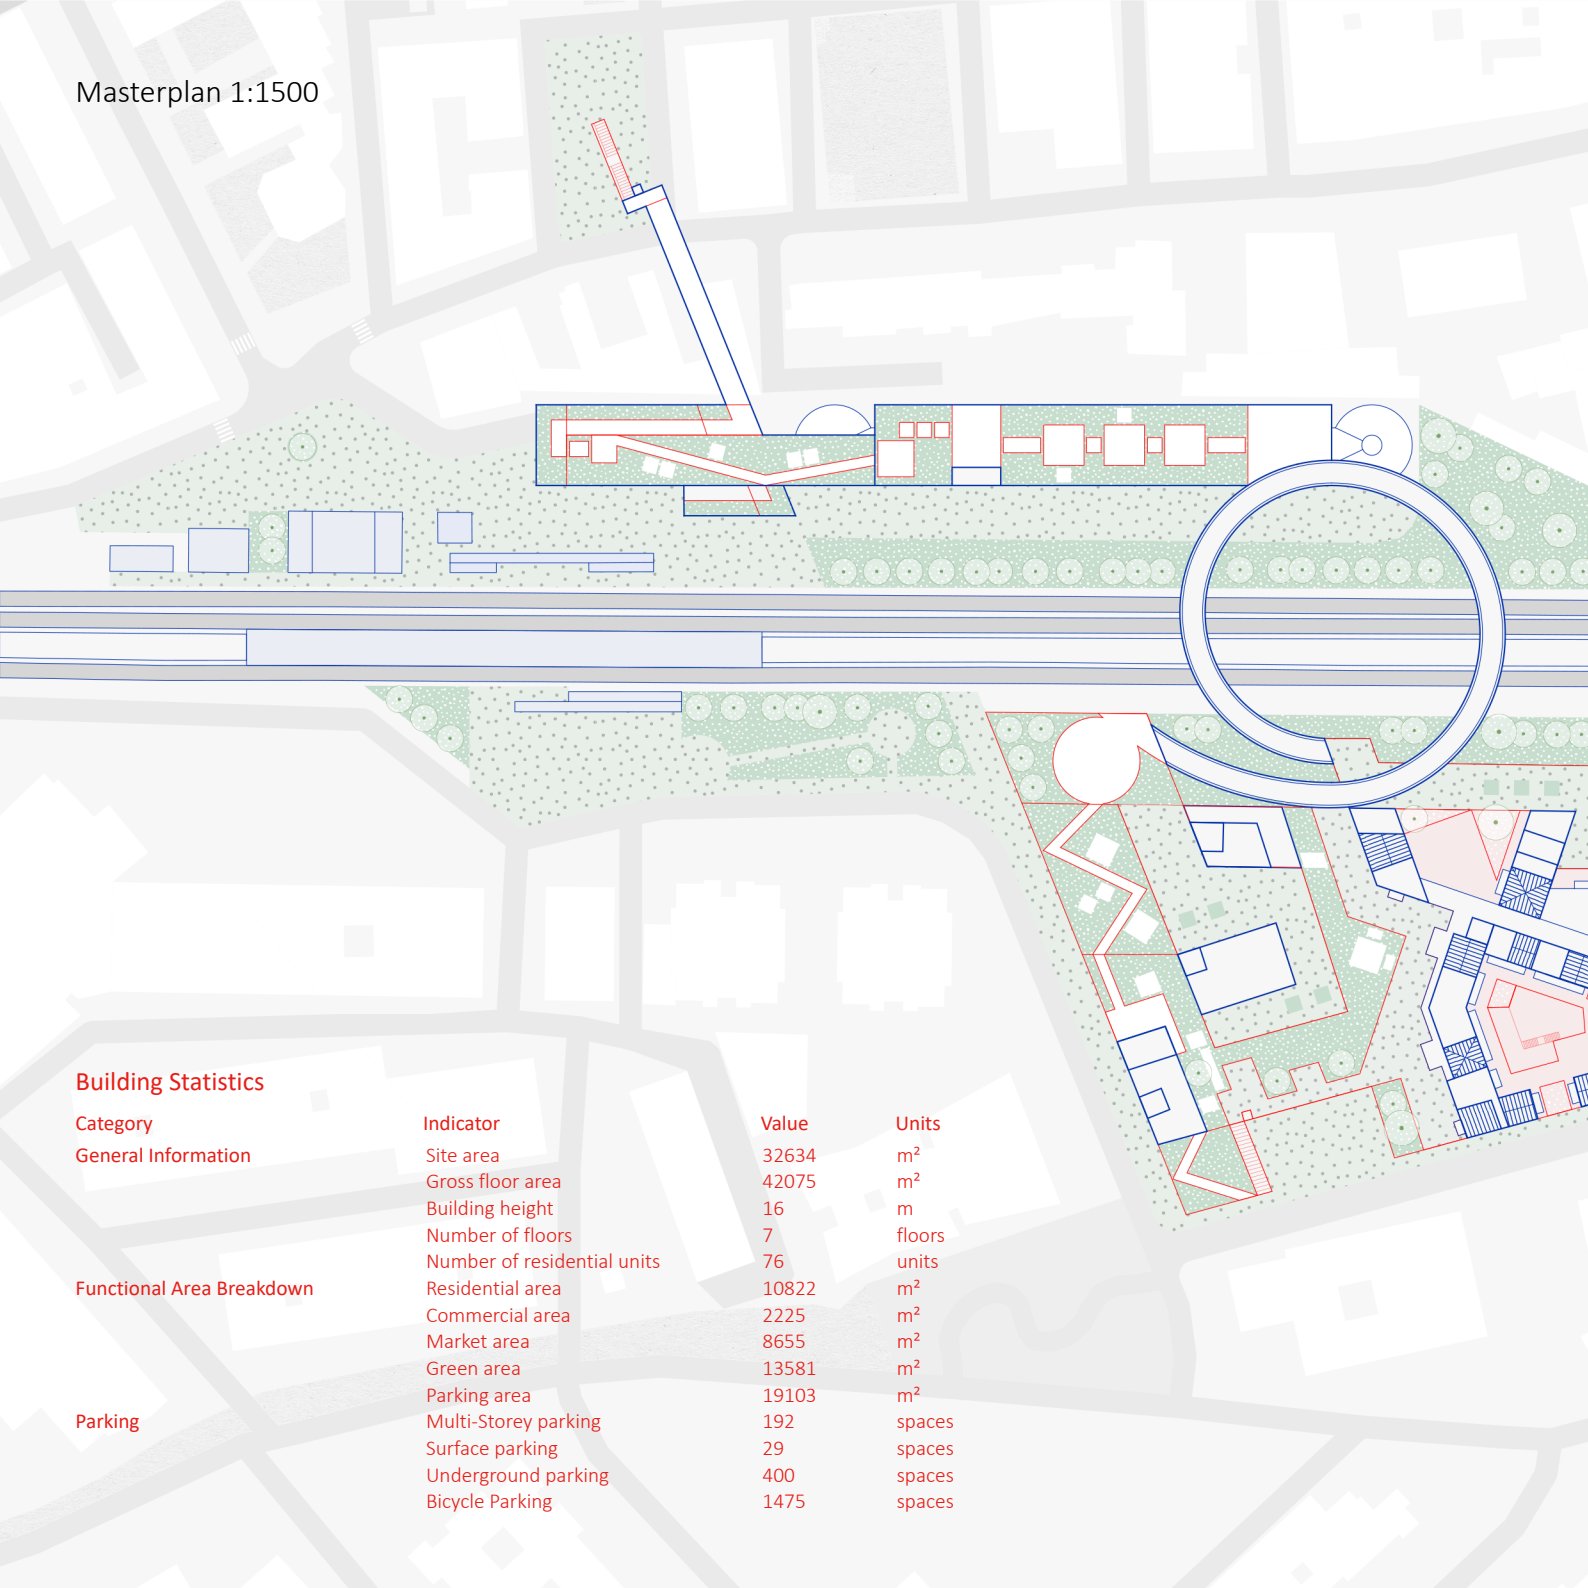 Masterplan 1:1500
Building Statistics
Category Indicator Value Units
General Information Site area 32634 m²
Gross floor area 42075 m²
Building height 16 m
Number of floors 7 floors
Number of residential units 76 units
Functional Area Breakdown Residential area 10822 m²
Commercial area 2225 m²
Market area 8655 m²
Green area 13581 m²
Parking area 19103 m²
Parking Multi-Storey parking 192 spaces
Surface parking 29 spaces
Underground parking 400 spaces
Bicycle Parking 1475 spaces